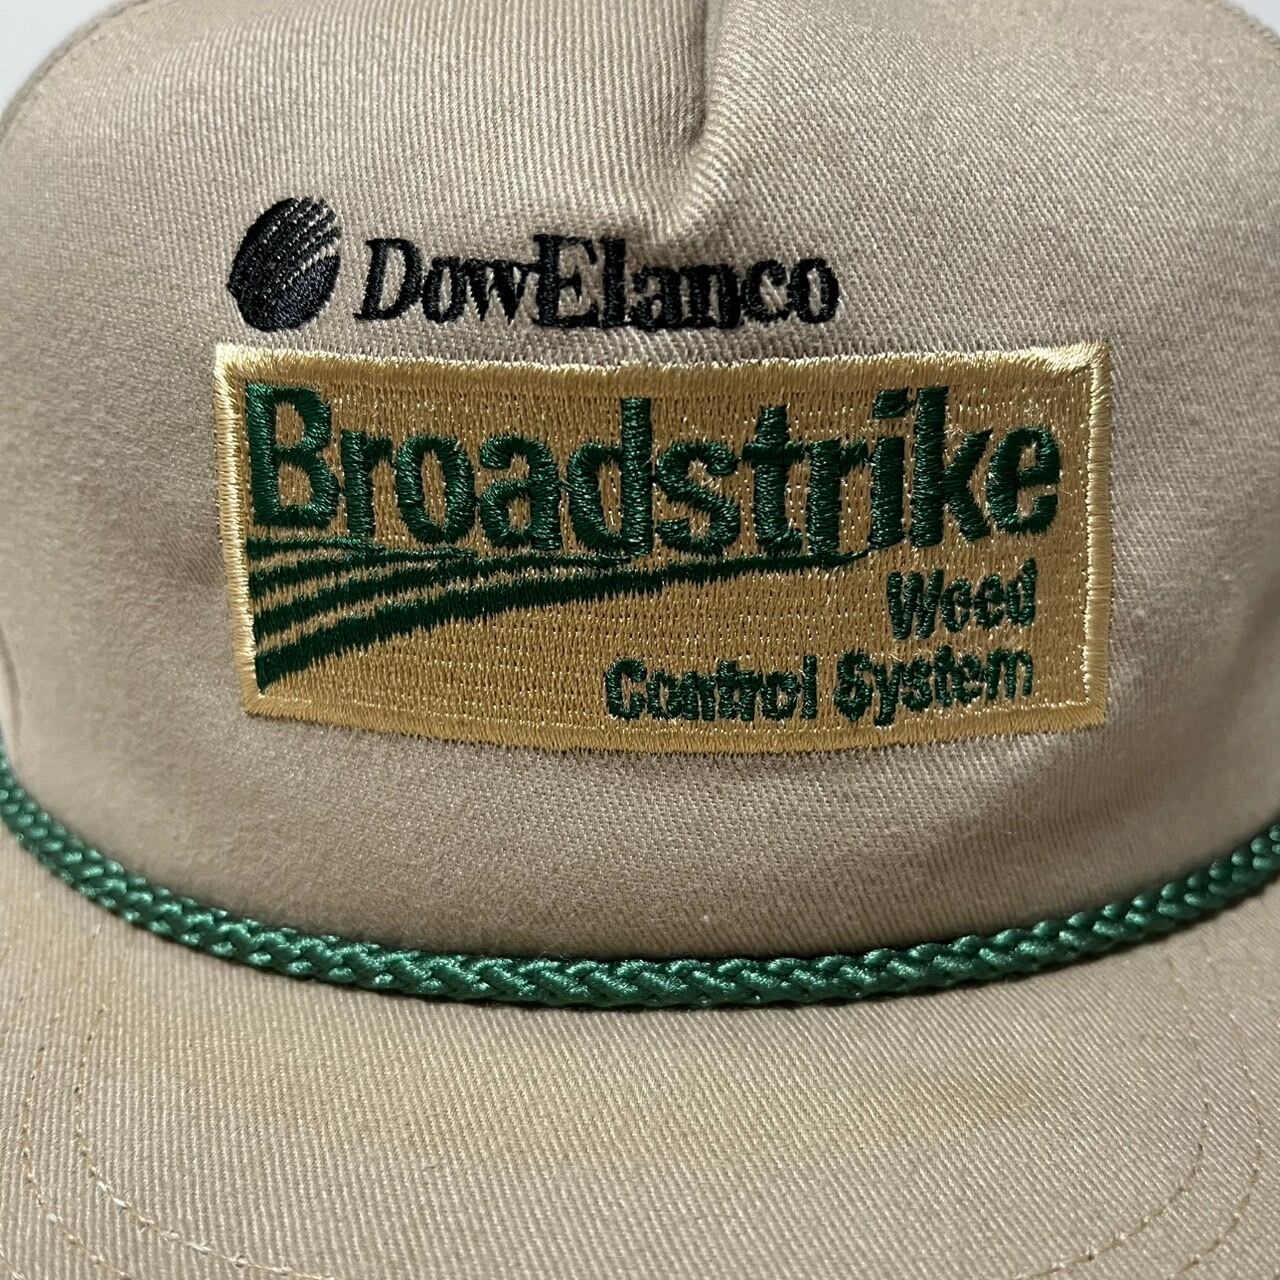 DowElanco
Broadstrike
Weed
Control System